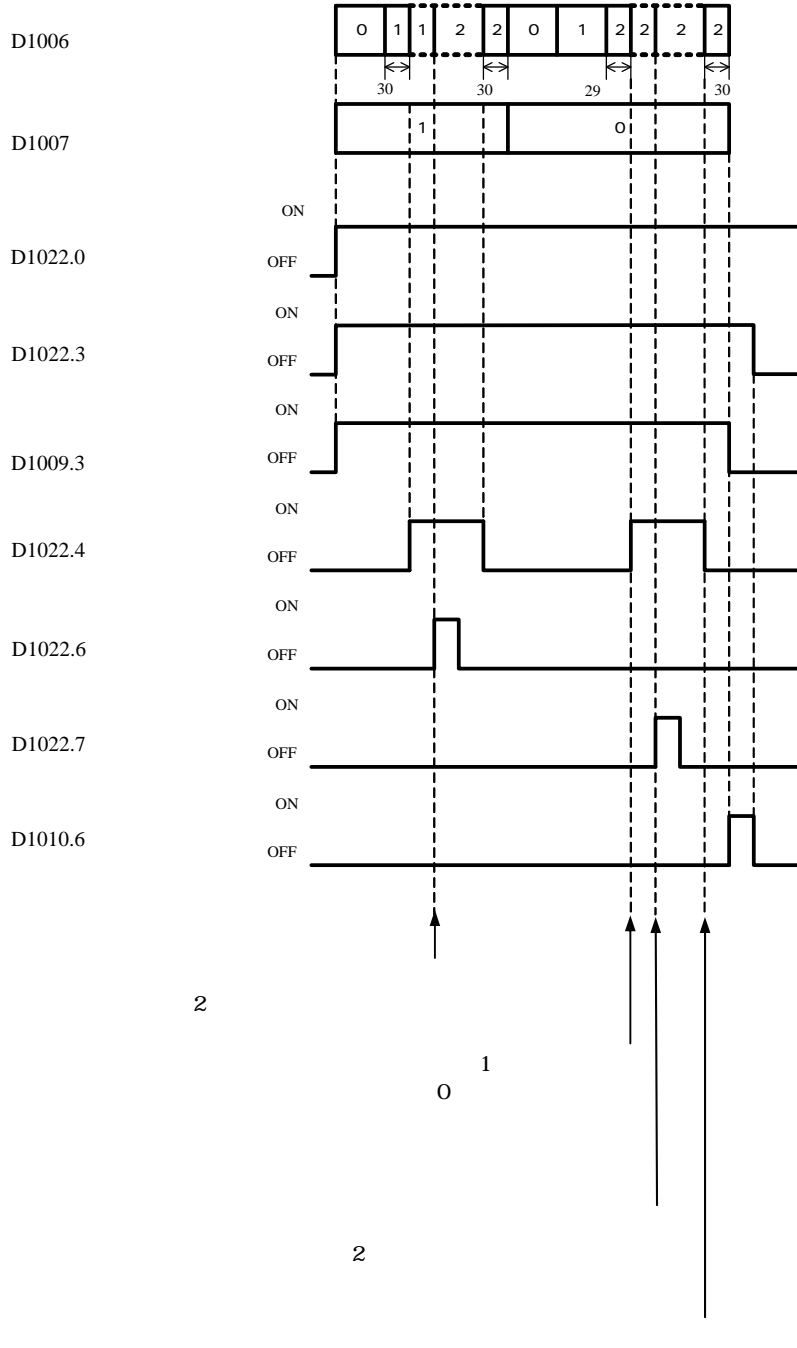 D1006 0 1 1 2 2 0 1 2 2 2 2
30 30 29 30
D1007 1 0
ON
D1022.0 OFF
ON
D1022.3 OFF
ON
D1009.3 OFF
ON
D1022.4 OFF
ON
D1022.6 OFF
ON
D1022.7 OFF
ON
D1010.6 OFF
2
1
0
2